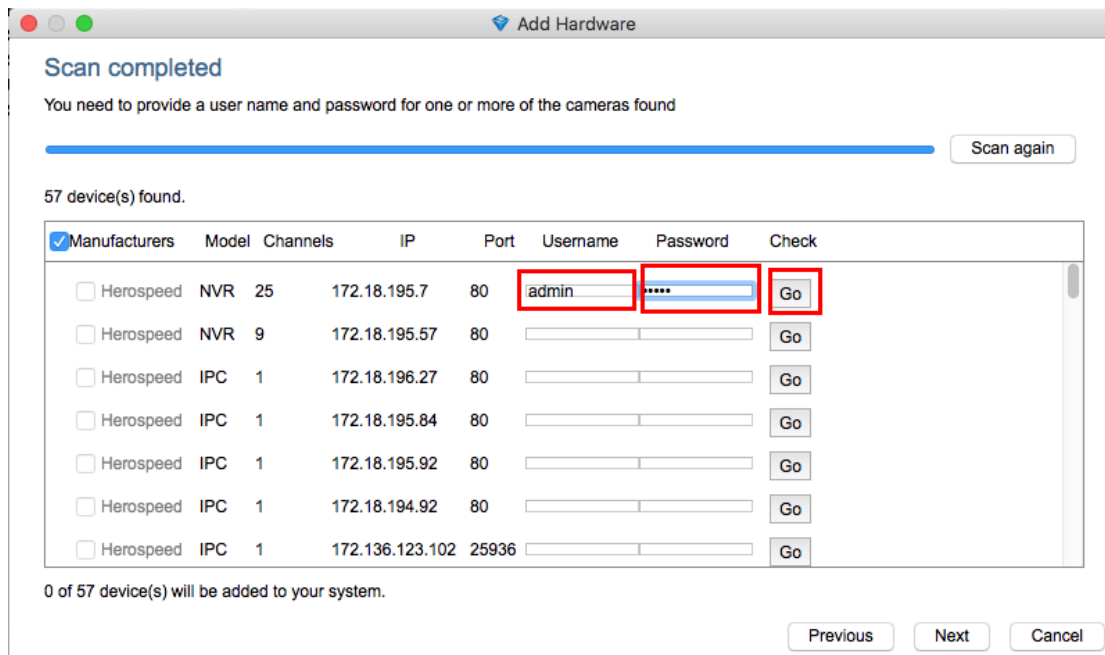 Add Hardware
Scan completed
You need to provide a user name and password for one or more of the cameras found
Scan again
57 device(s) found.
Manufacturers Model Channels IP Port Username Password Check
Herospeed NVR 25 172.18.195.7 80 admin ••••• Go
Herospeed NVR 9 172.18.195.57 80 Go
Herospeed IPC 1 172.18.196.27 80 Go
Herospeed IPC 1 172.18.195.84 80 Go
Herospeed IPC 1 172.18.195.92 80 Go
Herospeed IPC 1 172.18.194.92 80 Go
Herospeed IPC 1 172.136.123.102 25936 Go
0 of 57 device(s) will be added to your system.
Previous Next Cancel